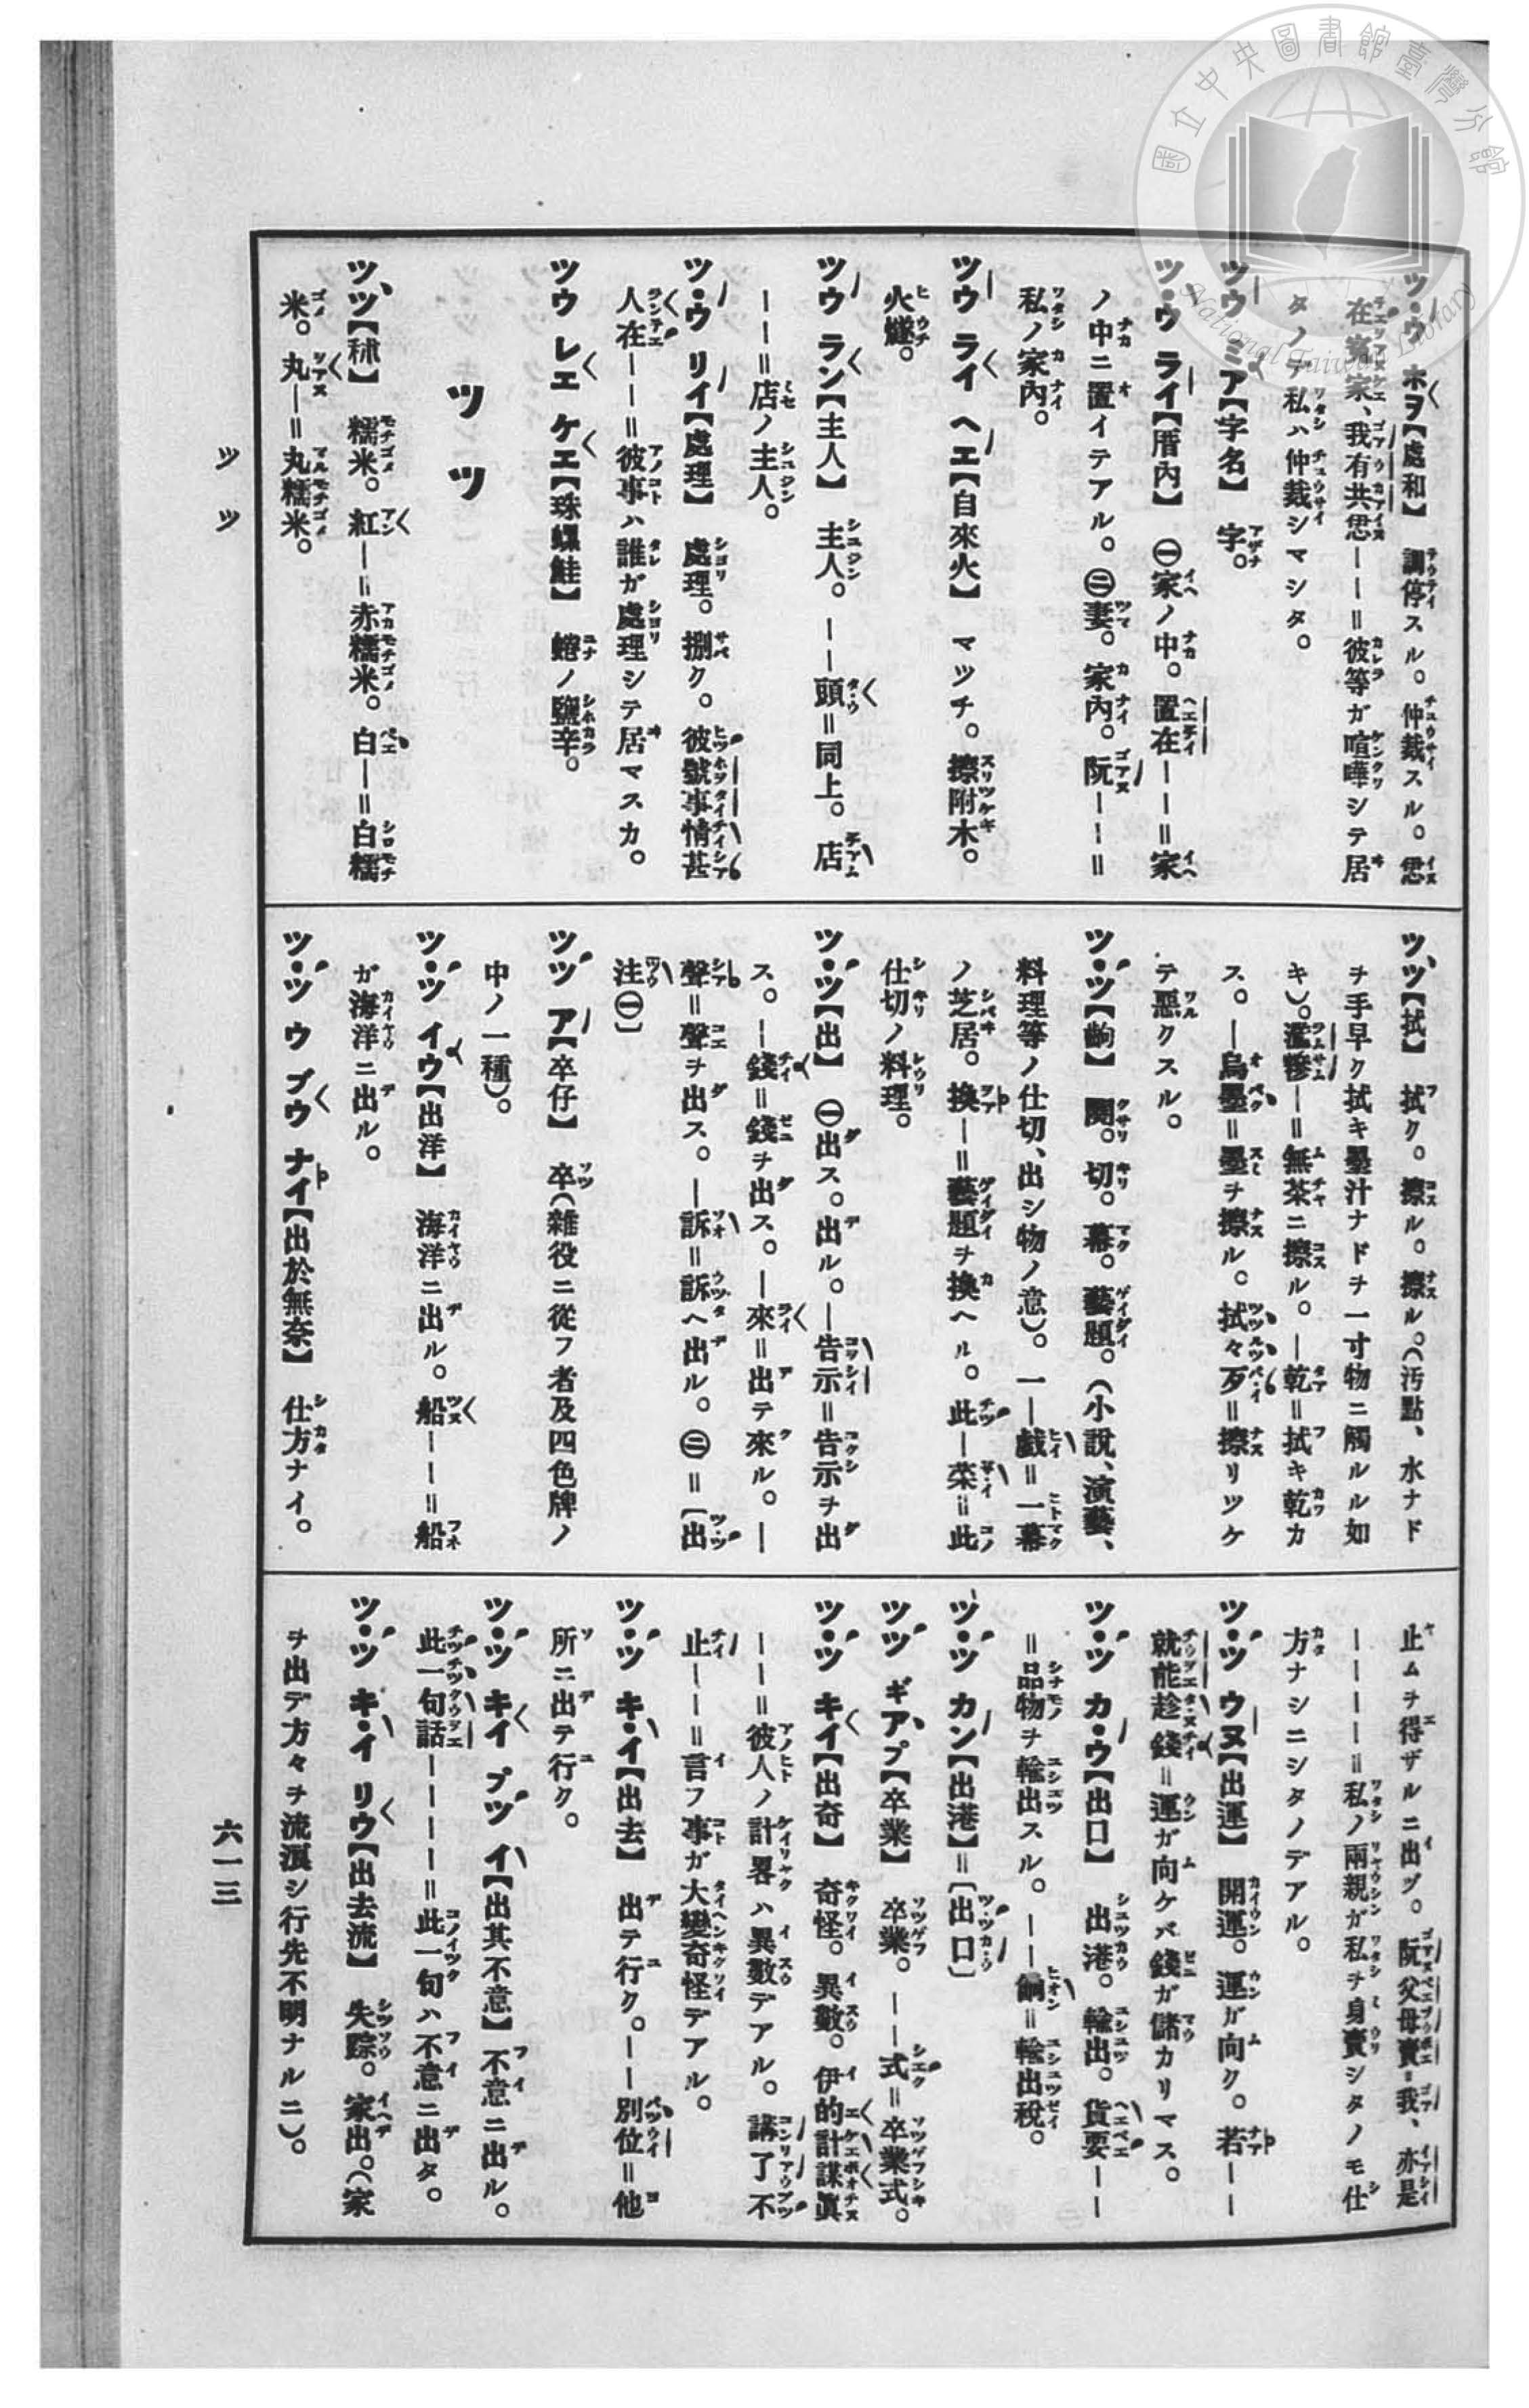 國立中央圖書館臺灣分館
National Taiwan Library
ツ・ウ ホヲ【處和】 調停スル。仲裁スル。恁
在寮家、我有共恁――=彼等ガ喧嘩シテ居
タノデ私ハ仲裁シマシタ。
ツウ ミア【字名】 字。
ツ・ウ ライ【厝內】 ㊀家ノ中。置在――=家
ノ中ニ置イテアル。㊁妻。家內。阮――=
私ノ家內。
ツウ ライ ヘエ【自來火】 マッチ。擦附木。
火燧。
ツウ ラン【主人】 主人。――頭=同上。店
――=店ノ主人。
ツ・ウ リイ【處理】 處理。捌ク。彼號事情甚
人在――=彼事ハ誰ガ處理シテ居マスカ。
ツウ レエ ケエ【珠螺鮭】 蜷ノ鹽辛。
ツツ
ツツ【秫】 糯米。紅―=赤糯米。白―=白糯
米。丸―=丸糯米。
ツ・ツ【拭】 拭ク。擦ル。擦ル。（汚點、水ナド
ヲ手早ク拭キ墨汁ナドヲ一寸物ニ觸ルル如
キ）。濫糝―=無茶ニ擦ル。―乾=拭キ乾カ
ス。―烏墨=墨ヲ擦ル。拭々歹=擦リツケ
テ惡クスル。
ツ・ツ【齣】 鬮。切。幕。藝題。（小說、演藝、
料理等ノ仕切、出シ物ノ意）。一―戲=一幕
ノ芝居。換―=藝題ヲ換ヘル。此―菜=此
仕切ノ料理。
ツ・ツ【出】 ㊀出ス。出ル。―告示=告示ヲ出
ス。―錢=錢ヲ出ス。―來=出テ來ル。―
聲=聲ヲ出ス。―訴=訴ヘ出ル。㊁=〔出
注㊀〕
ツツ ア【卒仔】 卒（雜役ニ從フ者及四色牌ノ
中ノ一種）。
ツ・ツ イウ【出洋】 海洋ニ出ル。船――=船
ガ海洋ニ出ル。
ツ・ツ ウ ブウ ナイ【出於無奈】 仕方ナイ。
止ムヲ得ザルニ出ヅ。阮父母賣我、亦是
――――=私ノ兩親ガ私ヲ身賣シタノモ仕
方ナシニシタノデアル。
ツ・ツ ウヌ【出運】 開運。運ガ向ク。若――
就能趁錢=運ガ向ケバ錢ガ儲カリマス。
ツ・ツ カ・ウ【出口】 出港。輸出。貨要――
=品物ヲ輸出スル。――餉=輸出稅。
ツ・ツ カン【出港】=〔出口〕
ツツ ギアプ【卒業】 卒業。――式=卒業式。
ツ・ツ キイ【出奇】 奇怪。異數。伊的計謀眞
――=彼人ノ計畧ハ異數デアル。講了不
止――=言フ事ガ大變奇怪デアル。
ツ・ツ キ・イ【出去】 出テ行ク。――別位=他
所ニ出テ行ク。
ツ・ツ キイ プツ イ【出其不意】 不意ニ出ル。
此一句話――――=此一句ハ不意ニ出タ。
ツ・ツ キ・イ リウ【出去流】 失踪。家出。（家
ヲ出デ方々ヲ流浪シ行先不明ナルニ）。
ツツ
六一三